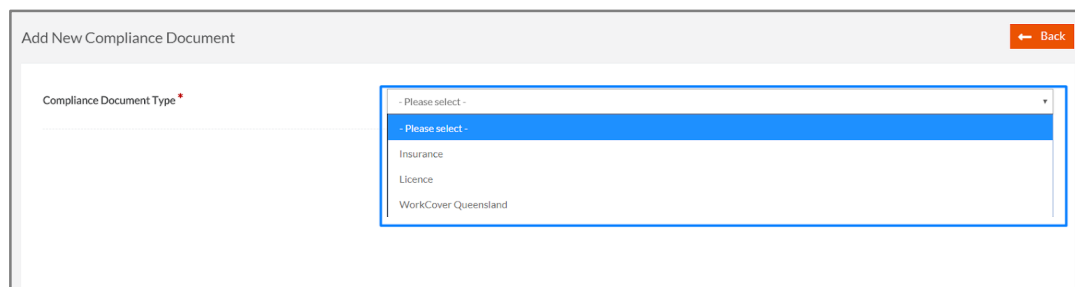 Add New Compliance Document
Back
Compliance Document Type *
- Please select -
- Please select -
Insurance
Licence
WorkCover Queensland